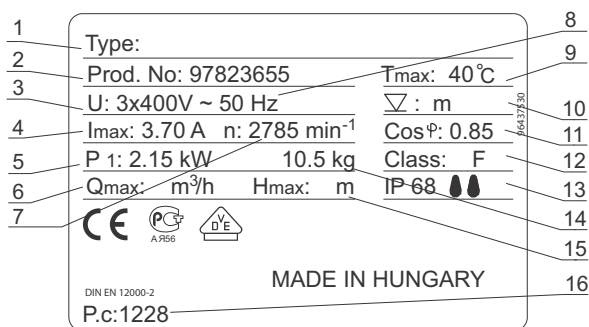 1 Type: 8
2 Prod. No: 97823655 Tmax: 40°C 9
3 U: 3x400V ~ 50 Hz : m 10
4 Imax: 3.70 A n: 2785 min-1 Cos φ: 0.85 11
5 P 1: 2.15 kW 10.5 kg Class: F 12
6 Qmax: m³/h Hmax: m IP 68 13
7 14
15
CE PCT VDE
АЯ56
96437530
MADE IN HUNGARY 16
DIN EN 12000-2
P.c:1228